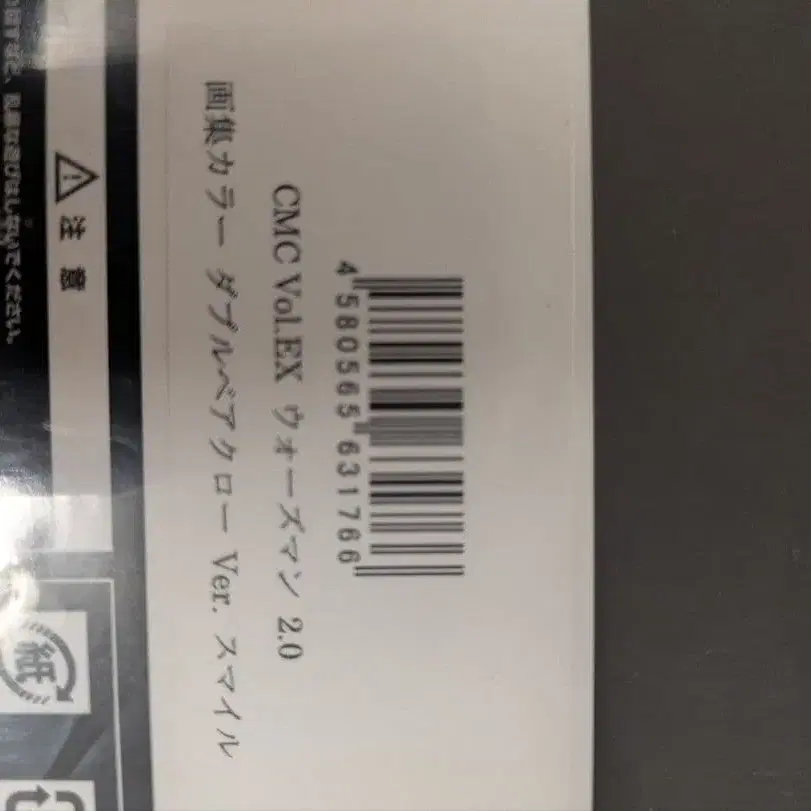 4 580565 631766
CMC Vol.EX ウォーズマン 2.0
画集カラー ダブルベアクロー Ver. スマイル
注意
紙